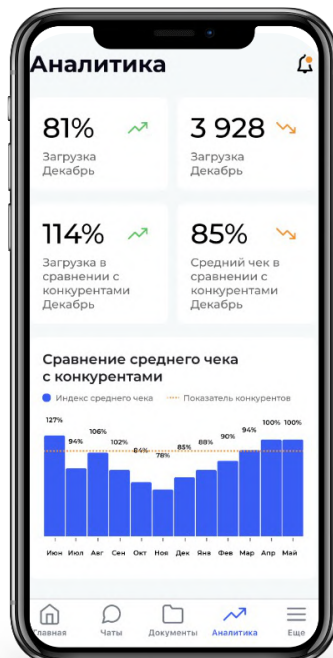 Аналитика
81%
Загрузка
Декабрь
3 928
Загрузка
Декабрь
114%
Загрузка в
сравнении с
конкурентами
Декабрь
85%
Средний чек в
сравнении с
конкурентами
Декабрь
Сравнение среднего чека
с конкурентами
Индекс среднего чека Показатель конкурентов
127% 94% 106% 102% 84% 78% 85% 88% 90% 94% 100% 100%
Июн Июл Авг Сен Окт Ноя Дек Янв Фев Мар Апр Май
Главная Чаты Документы Аналитика Еще